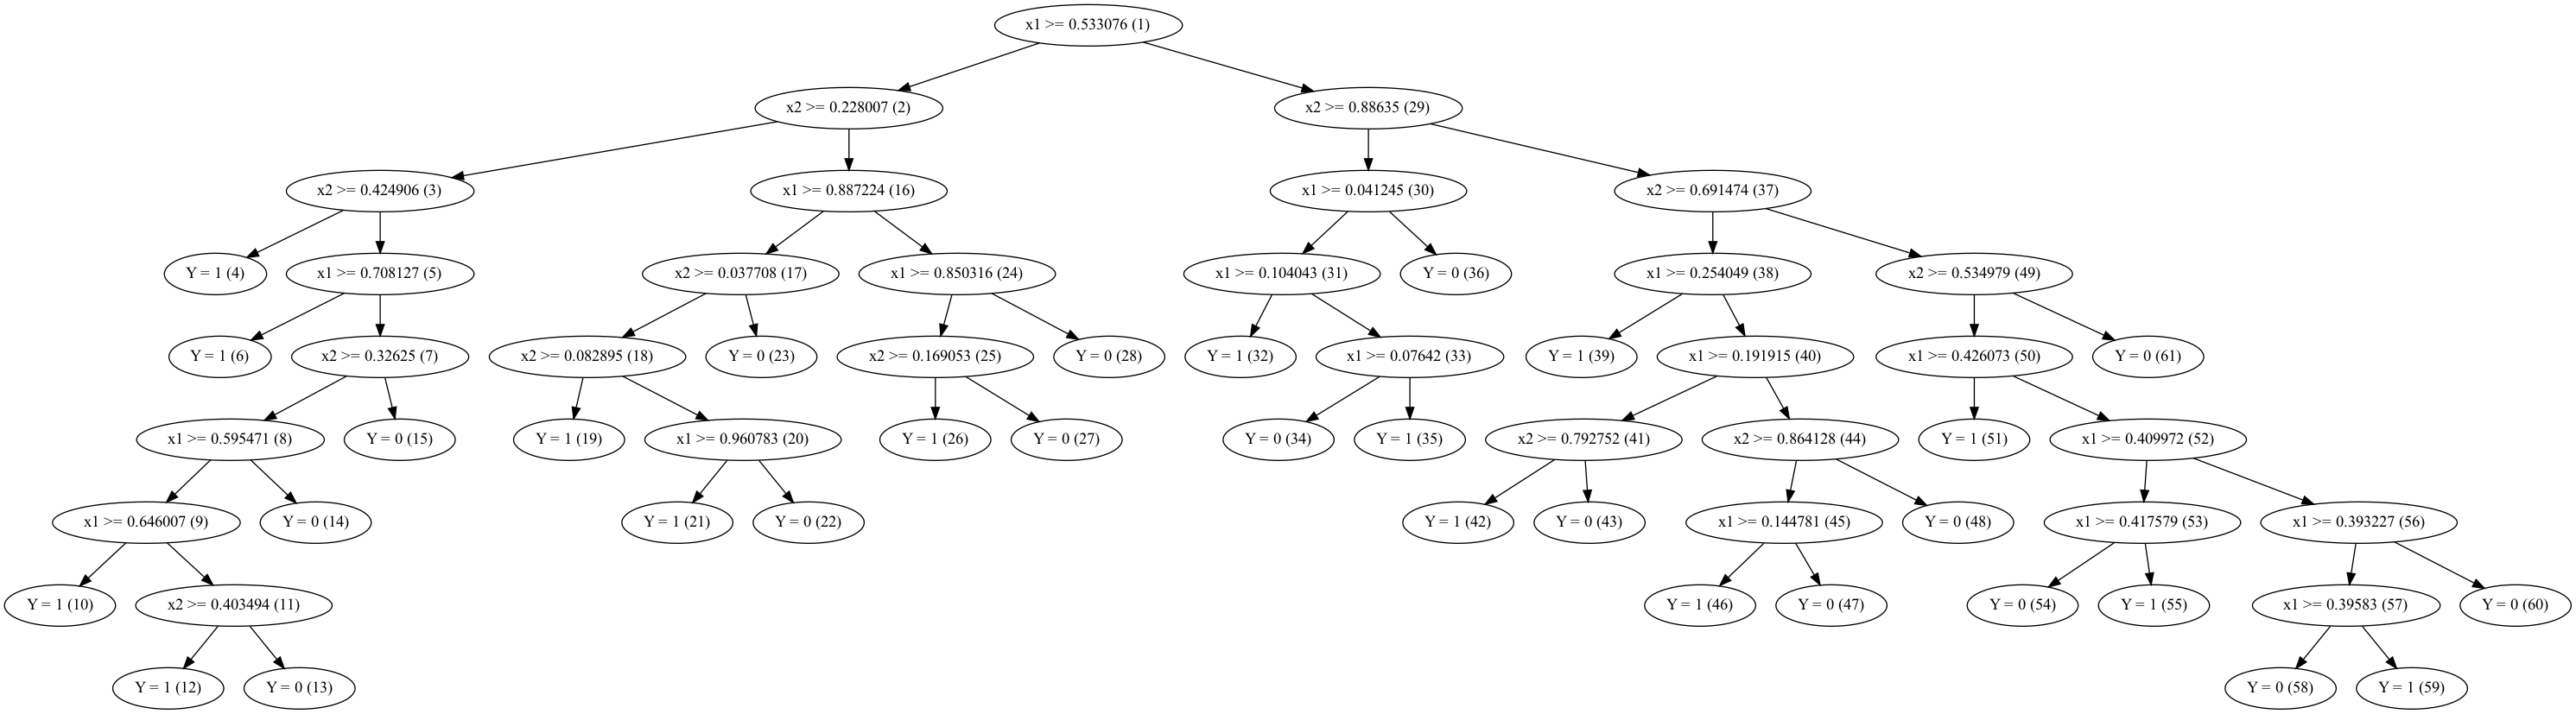 x1 >= 0.533076 (1)
x2 >= 0.228007 (2)
x2 >= 0.88635 (29)
x2 >= 0.424906 (3)
x1 >= 0.887224 (16)
x1 >= 0.041245 (30)
x2 >= 0.691474 (37)
Y = 1 (4)
x1 >= 0.708127 (5)
x2 >= 0.037708 (17)
x1 >= 0.850316 (24)
x1 >= 0.104043 (31)
Y = 0 (36)
x1 >= 0.254049 (38)
x2 >= 0.534979 (49)
Y = 1 (6)
x2 >= 0.32625 (7)
x2 >= 0.082895 (18)
Y = 0 (23)
x2 >= 0.169053 (25)
Y = 0 (28)
Y = 1 (32)
x1 >= 0.07642 (33)
Y = 1 (39)
x1 >= 0.191915 (40)
x1 >= 0.426073 (50)
Y = 0 (61)
x1 >= 0.595471 (8)
Y = 0 (15)
Y = 1 (19)
x1 >= 0.960783 (20)
Y = 1 (26)
Y = 0 (27)
Y = 0 (34)
Y = 1 (35)
x2 >= 0.792752 (41)
x2 >= 0.864128 (44)
Y = 1 (51)
x1 >= 0.409972 (52)
x1 >= 0.646007 (9)
Y = 0 (14)
Y = 1 (21)
Y = 0 (22)
Y = 1 (42)
Y = 0 (43)
x1 >= 0.144781 (45)
Y = 0 (48)
x1 >= 0.417579 (53)
x1 >= 0.393227 (56)
Y = 1 (10)
x2 >= 0.403494 (11)
Y = 1 (46)
Y = 0 (47)
Y = 0 (54)
Y = 1 (55)
x1 >= 0.39583 (57)
Y = 0 (60)
Y = 1 (12)
Y = 0 (13)
Y = 0 (58)
Y = 1 (59)